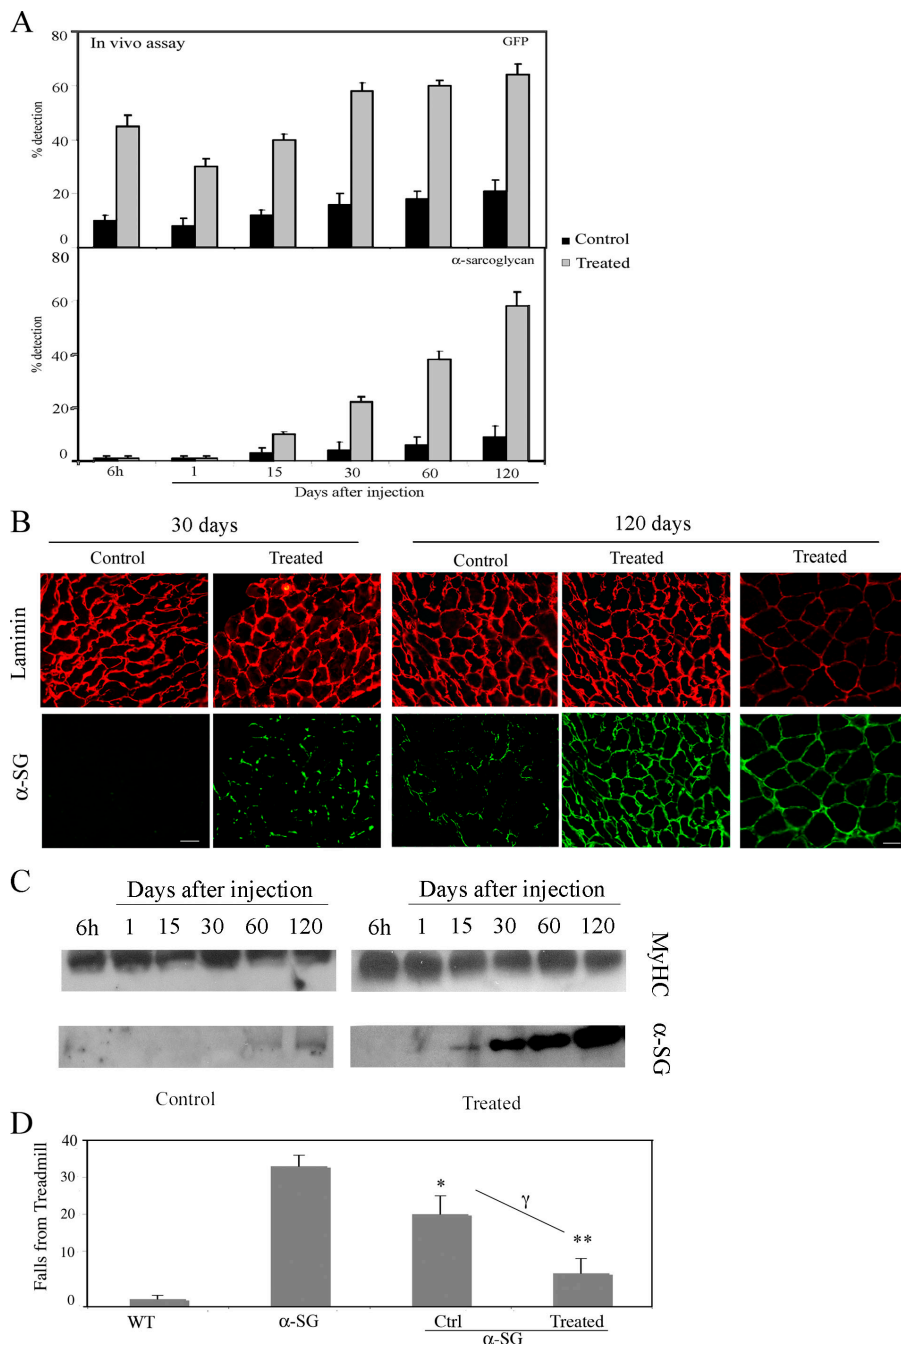 A
In vivo assay
GFP
% detection
80
60
40
20
0
Control
Treated
α-sarcoglycan
% detection
80
60
40
20
0
6h 1 15 30 60 120
Days after injection
B
30 days 120 days
Control Treated Control Treated Treated
Laminin
α-SG
C
Days after injection Days after injection
6h 1 15 30 60 120 6h 1 15 30 60 120
MyHC
α-SG
Control Treated
D
Falls from Treadmill
40
30
20
10
0
*
γ
**
WT α-SG Ctrl Treated
α-SG